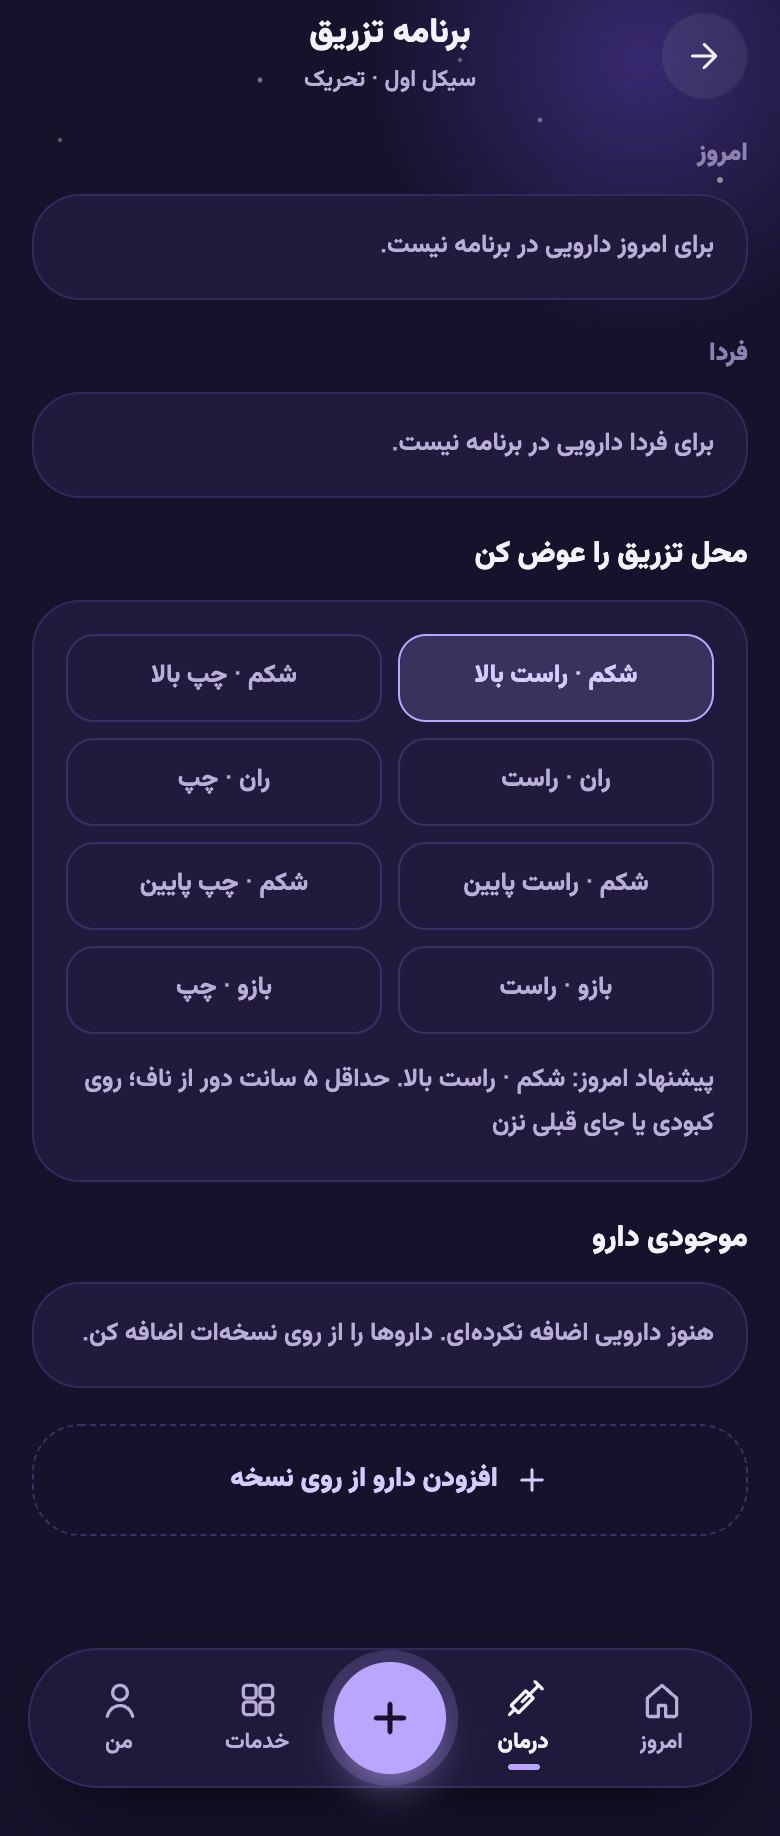 برنامه تزریق
سیکل اول · تحریک
امروز
برای امروز دارویی در برنامه نیست.
فردا
برای فردا دارویی در برنامه نیست.
محل تزریق را عوض کن
شکم · راست بالا
شکم · چپ بالا
ران · راست
ران · چپ
شکم · راست پایین
شکم · چپ پایین
بازو · راست
بازو · چپ
پیشنهاد امروز: شکم · راست بالا. حداقل ۵ سانت دور از ناف؛ روی
کبودی یا جای قبلی نزن
موجودی دارو
هنوز دارویی اضافه نکرده‌ای. داروها را از روی نسخه‌ات اضافه کن.
افزودن دارو از روی نسخه
امروز
درمان
خدمات
من